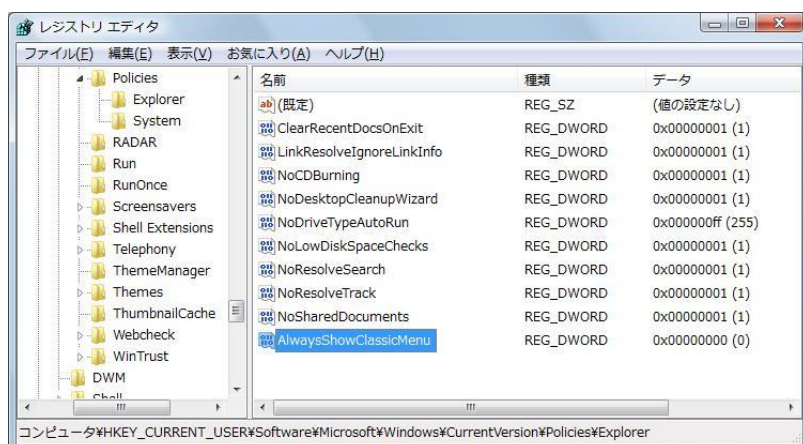 レジストリ エディタ
ファイル(F) 編集(E) 表示(V) お気に入り(A) ヘルプ(H)
Policies
Explorer
System
RADAR
Run
RunOnce
Screensavers
Shell Extensions
Telephony
ThemeManager
Themes
ThumbnailCache
Webcheck
WinTrust
DWM
Shell
名前 種類 データ
(既定) REG_SZ (値の設定なし)
ClearRecentDocsOnExit REG_DWORD 0x00000001 (1)
LinkResolveIgnoreLinkInfo REG_DWORD 0x00000001 (1)
NoCDBurning REG_DWORD 0x00000001 (1)
NoDesktopCleanupWizard REG_DWORD 0x00000001 (1)
NoDriveTypeAutoRun REG_DWORD 0x000000ff (255)
NoLowDiskSpaceChecks REG_DWORD 0x00000001 (1)
NoResolveSearch REG_DWORD 0x00000001 (1)
NoResolveTrack REG_DWORD 0x00000001 (1)
NoSharedDocuments REG_DWORD 0x00000001 (1)
AlwaysShowClassicMenu REG_DWORD 0x00000000 (0)
コンピュータ¥HKEY_CURRENT_USER¥Software¥Microsoft¥Windows¥CurrentVersion¥Policies¥Explorer